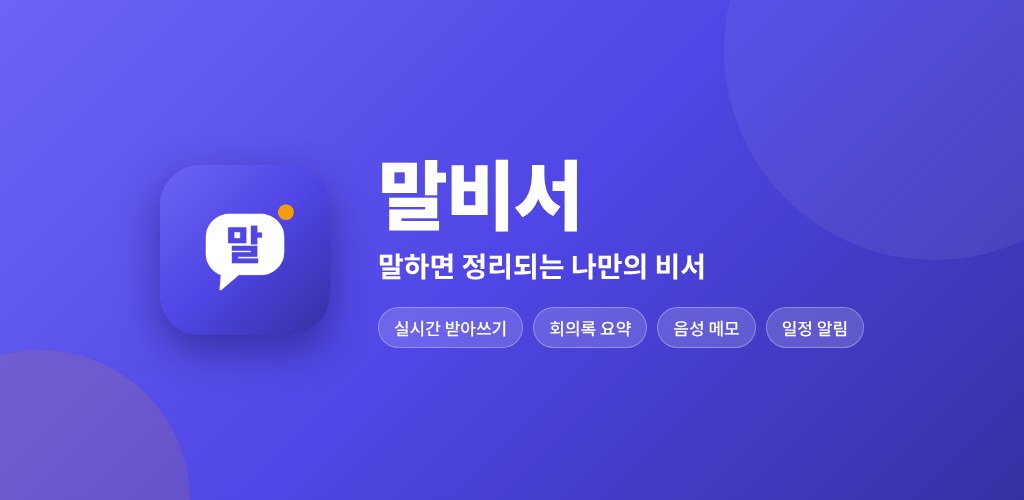 말
말비서
말하면 정리되는 나만의 비서
실시간 받아쓰기 회의록 요약 음성 메모 일정 알림